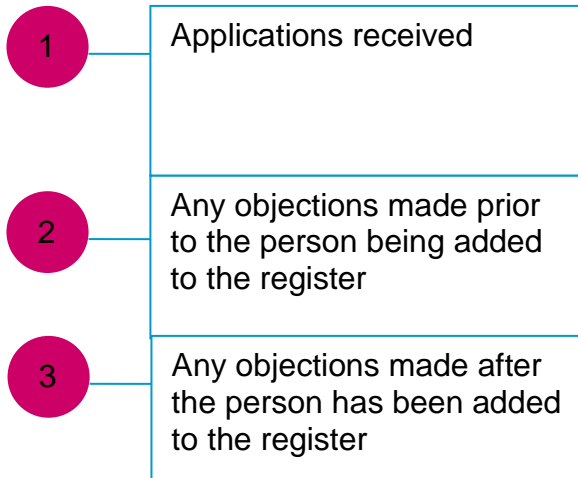 1
Applications received
2
Any objections made prior
to the person being added
to the register
3
Any objections made after
the person has been added
to the register